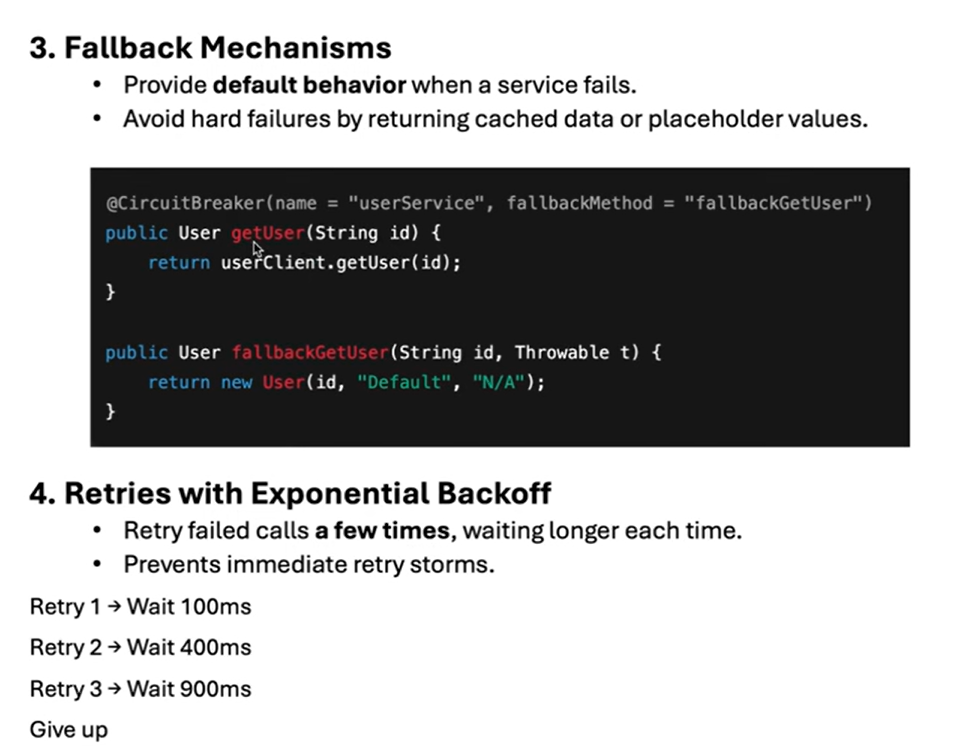 3. Fallback Mechanisms
• Provide default behavior when a service fails.
• Avoid hard failures by returning cached data or placeholder values.
@CircuitBreaker(name = "userService", fallbackMethod = "fallbackGetUser")
public User getUser(String id) {
    return userClient.getUser(id);
}
public User fallbackGetUser(String id, Throwable t) {
    return new User(id, "Default", "N/A");
}
4. Retries with Exponential Backoff
• Retry failed calls a few times, waiting longer each time.
• Prevents immediate retry storms.
Retry 1 → Wait 100ms
Retry 2 → Wait 400ms
Retry 3 → Wait 900ms
Give up